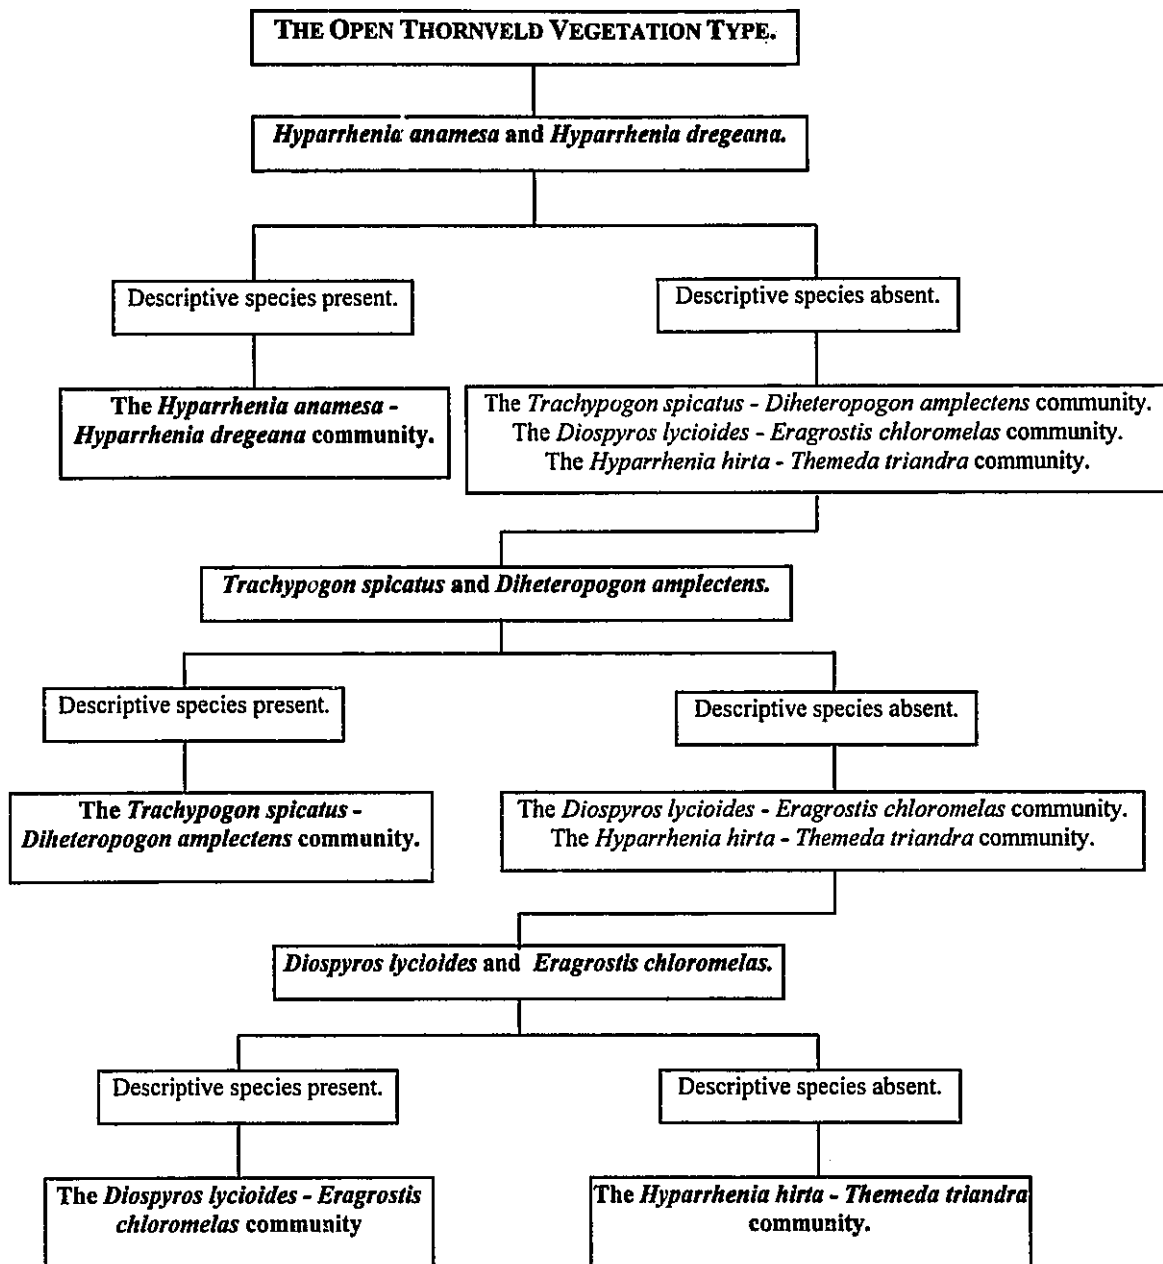 THE OPEN THORNVELD VEGETATION TYPE.
Hyparrhenia anamesa and Hyparrhenia dregeana.
Descriptive species present.
Descriptive species absent.
The Hyparrhenia anamesa -
Hyparrhenia dregeana community.
The Trachypogon spicatus - Diheteropogon amplectens community.
The Diospyros lycioides - Eragrostis chloromelas community.
The Hyparrhenia hirta - Themeda triandra community.
Trachypogon spicatus and Diheteropogon amplectens.
Descriptive species present.
Descriptive species absent.
The Trachypogon spicatus -
Diheteropogon amplectens community.
The Diospyros lycioides - Eragrostis chloromelas community.
The Hyparrhenia hirta - Themeda triandra community.
Diospyros lycioides and Eragrostis chloromelas.
Descriptive species present.
Descriptive species absent.
The Diospyros lycioides - Eragrostis
chloromelas community
The Hyparrhenia hirta - Themeda triandra
community.